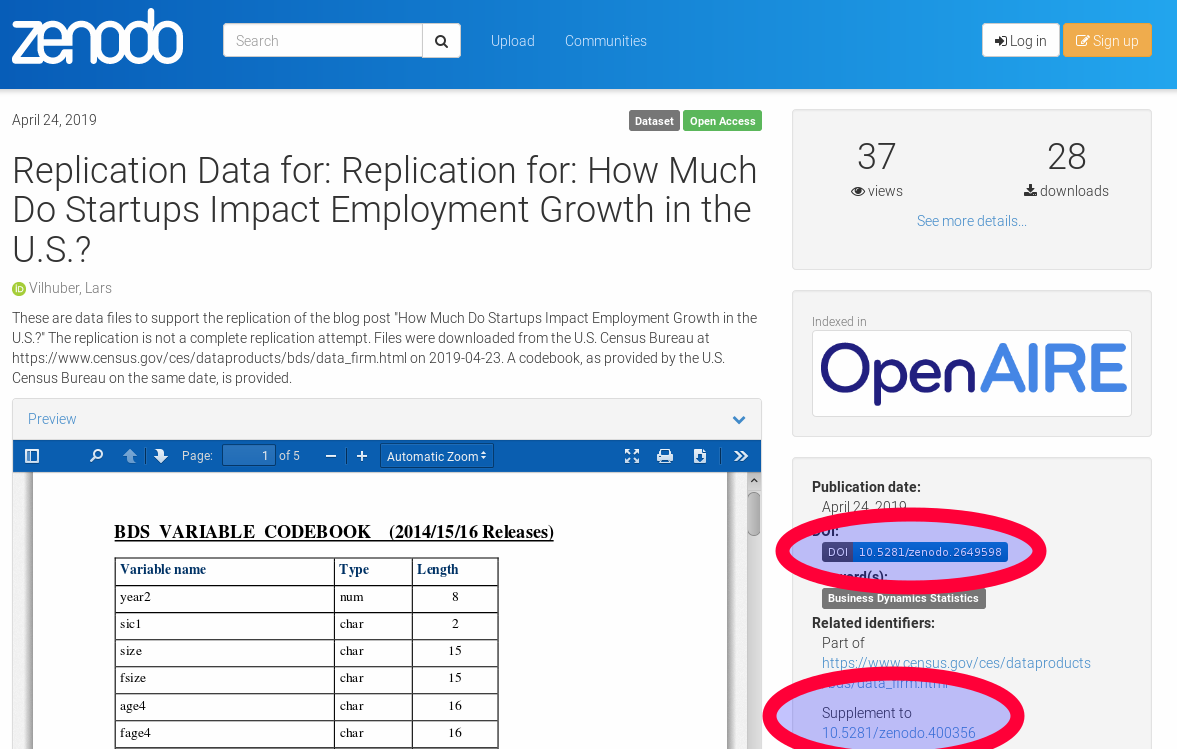 zenodo
Search
Upload
Communities
Log in
Sign up
April 24, 2019
Dataset
Open Access
Replication Data for: Replication for: How Much
Do Startups Impact Employment Growth in the
U.S.?
iD Vilhuber, Lars
These are data files to support the replication of the blog post "How Much Do Startups Impact Employment Growth in the
U.S.?" The replication is not a complete replication attempt. Files were downloaded from the U.S. Census Bureau at
https://www.census.gov/ces/dataproducts/bds/data_firm.html on 2019-04-23. A codebook, as provided by the U.S.
Census Bureau on the same date, is provided.
Preview
Page: 1 of 5
Automatic Zoom
BDS VARIABLE CODEBOOK (2014/15/16 Releases)
Variable name Type Length
year2 num 8
sic1 char 2
size char 15
fsize char 15
age4 char 16
fage4 char 16
37
views
28
downloads
See more details...
Indexed in
OpenAIRE
Publication date:
April 24, 2019
DOI:
DOI 10.5281/zenodo.2649598
Business Dynamics Statistics
Related identifiers:
Part of
https://www.census.gov/ces/dataproducts
/bds/data_firm.html
Supplement to
10.5281/zenodo.400356